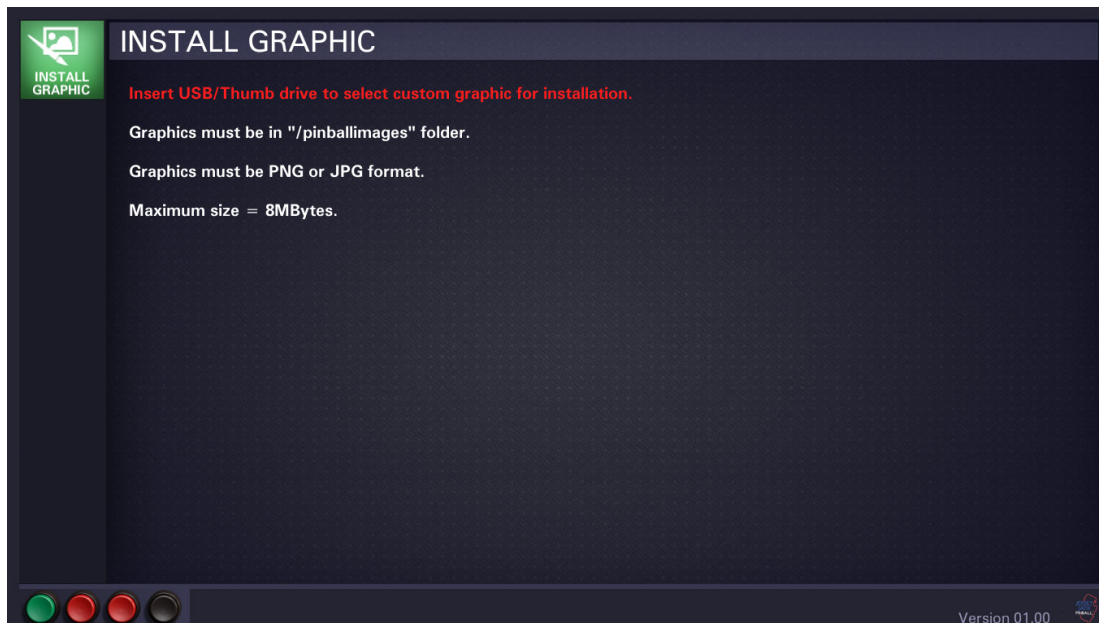 INSTALL GRAPHIC
INSTALL
GRAPHIC
Insert USB/Thumb drive to select custom graphic for installation.
Graphics must be in "/pinballimages" folder.
Graphics must be PNG or JPG format.
Maximum size = 8MBytes.
Version 01.00
PINBALL